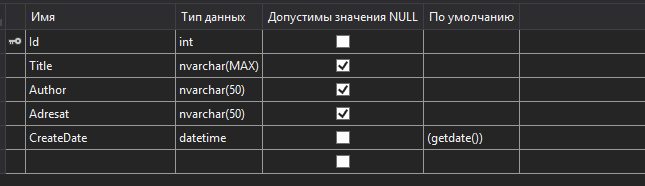 Имя Тип данных Допустимы значения NULL По умолчанию
Id int
Title nvarchar(MAX)
Author nvarchar(50)
Adresat nvarchar(50)
CreateDate datetime (getdate())